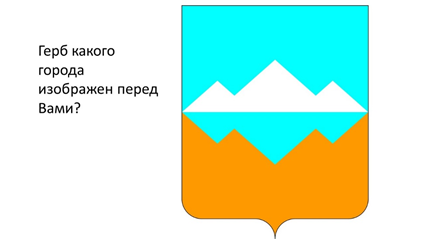 Герб какого
города
изображен перед
Вами?